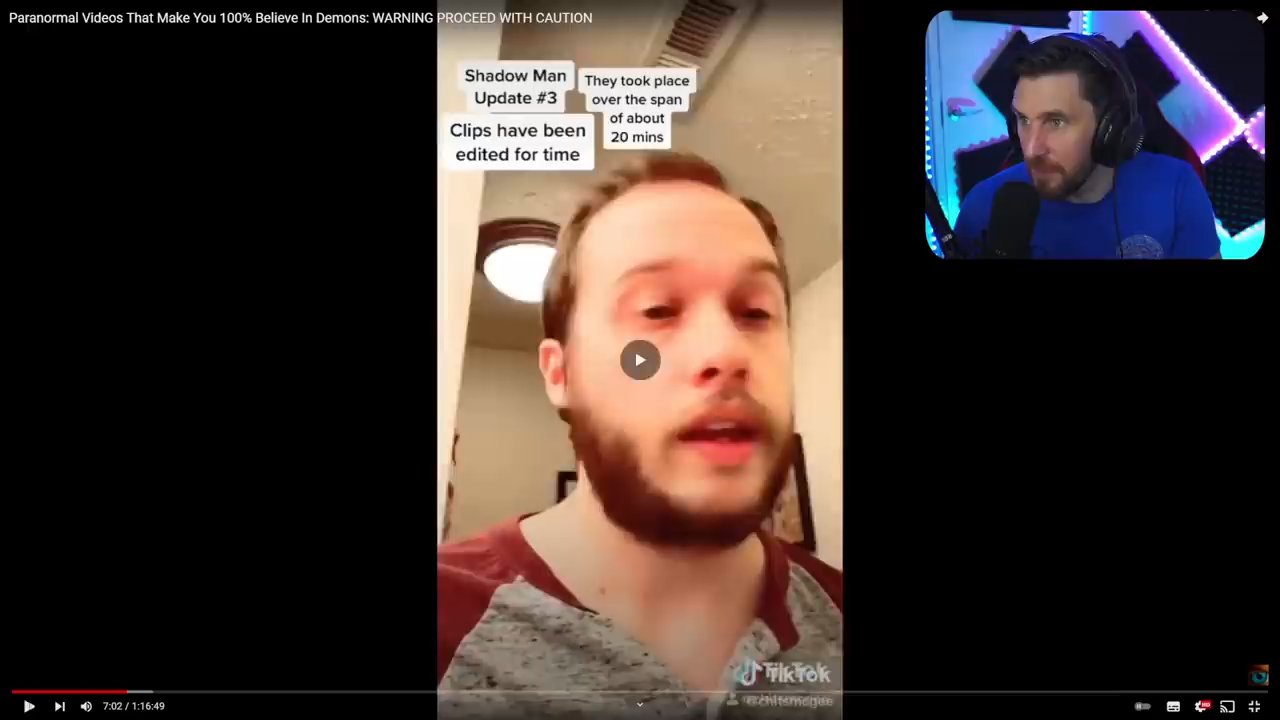 Paranormal Videos That Make You 100% Believe In Demons: WARNING PROCEED WITH CAUTION
Shadow Man
Update #3
Clips have been
edited for time
They took place
over the span
of about
20 mins
TikTok
7:02 / 1:16:49
HD